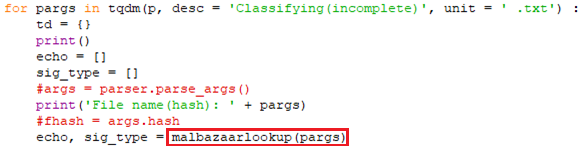 for pargs in tqdm(p, desc = 'Classifying(incomplete)', unit = ' .txt') :
    td = {}
    print()
    echo = []
    sig_type = []
    #args = parser.parse_args()
    print('File name(hash): ' + pargs)
    #fhash = args.hash
    echo, sig_type = malbazaarlookup(pargs)